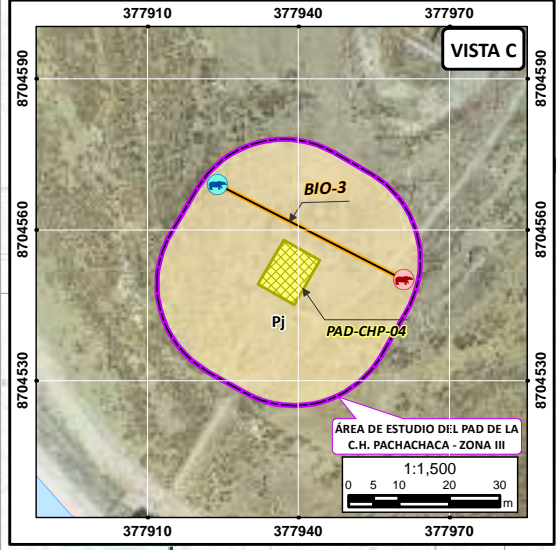 377910 377940 377970
VISTA C
8704590 8704590
BIO-3
8704560 8704560
Pj
PAD-CHP-04
8704530 8704530
ÁREA DE ESTUDIO DEL PAD DE LA
C.H. PACHACHACA - ZONA III
1:1,500
0 5 10 20 30
m
377910 377940 377970